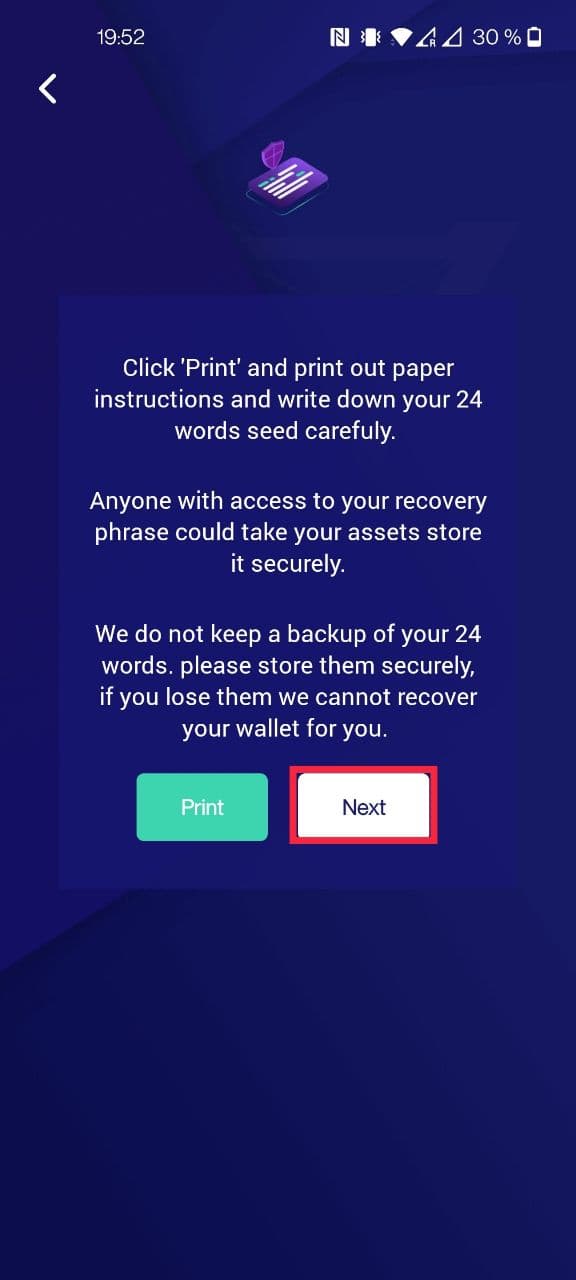 19:52
30 %
Click 'Print' and print out paper
instructions and write down your 24
words seed carefuly.
Anyone with access to your recovery
phrase could take your assets store
it securely.
We do not keep a backup of your 24
words. please store them securely,
if you lose them we cannot recover
your wallet for you.
Print
Next